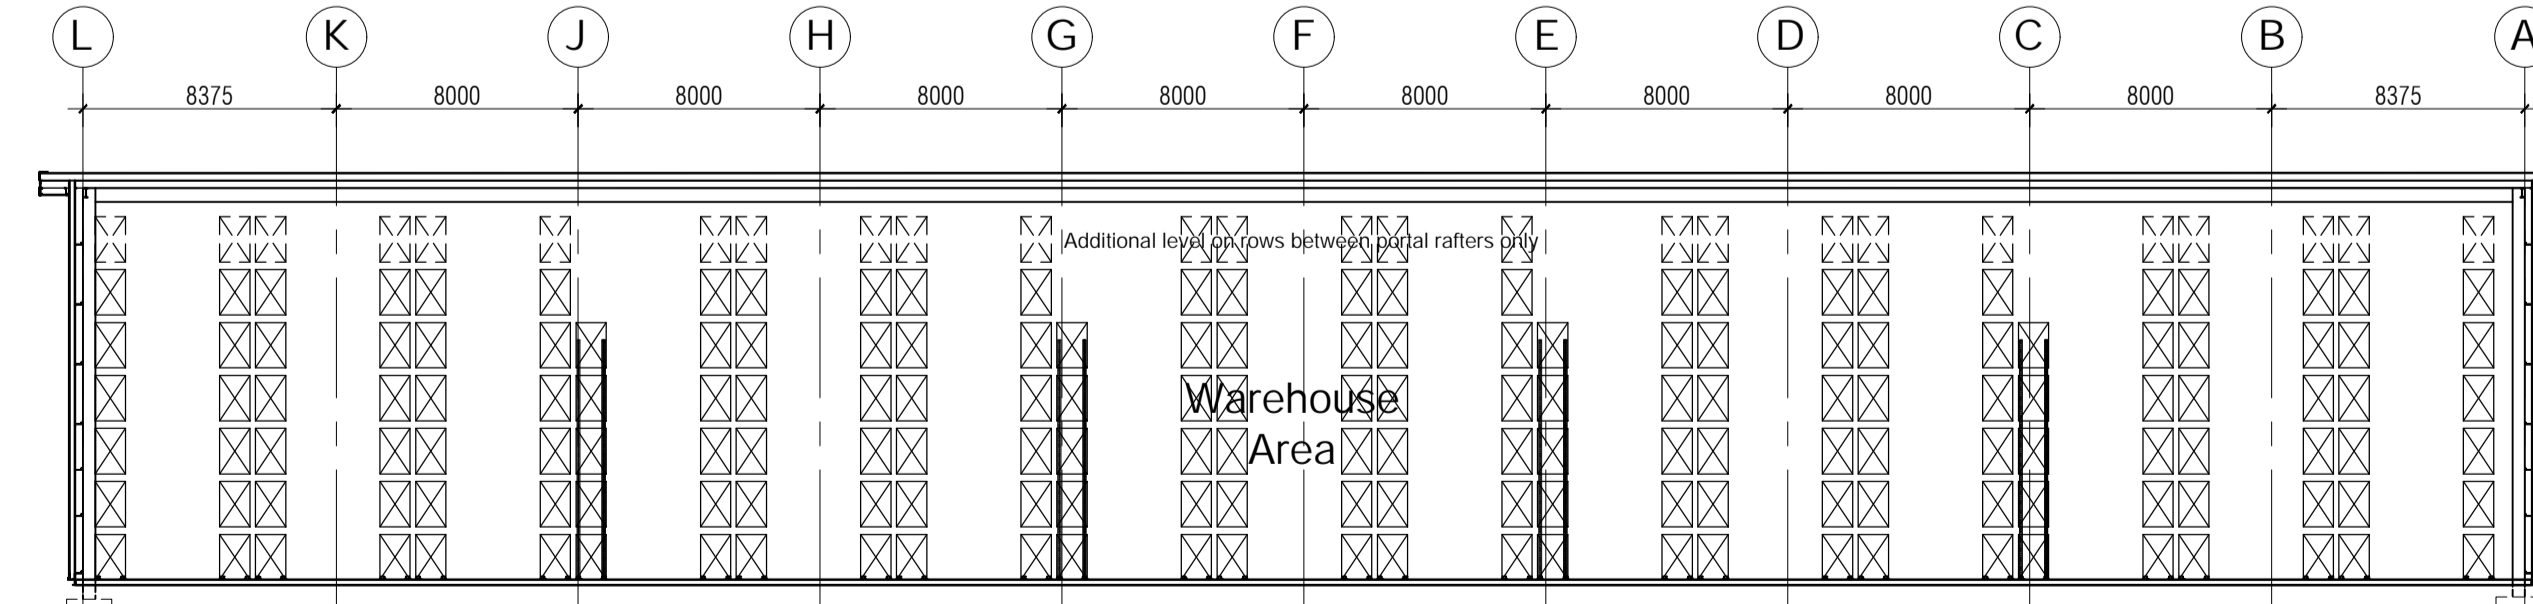 L K J H G F E D C B A
8375 8000 8000 8000 8000 8000 8000 8000 8000 8375
Additional level on rows between portal rafters only
Warehouse
Area